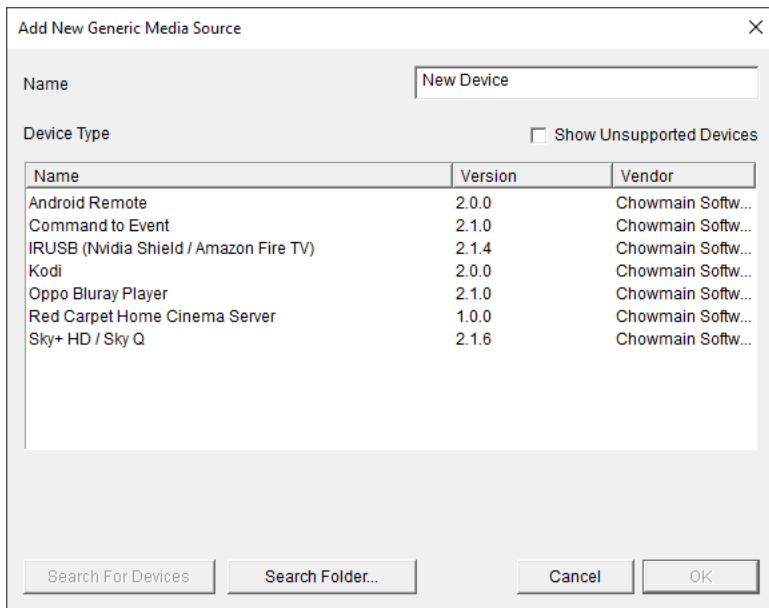 Add New Generic Media Source
Name New Device
Device Type Show Unsupported Devices
Name Version Vendor
Android Remote 2.0.0 Chowmain Softw...
Command to Event 2.1.0 Chowmain Softw...
IRUSB (Nvidia Shield / Amazon Fire TV) 2.1.4 Chowmain Softw...
Kodi 2.0.0 Chowmain Softw...
Oppo Bluray Player 2.1.0 Chowmain Softw...
Red Carpet Home Cinema Server 1.0.0 Chowmain Softw...
Sky+ HD / Sky Q 2.1.6 Chowmain Softw...
Search For Devices Search Folder... Cancel OK